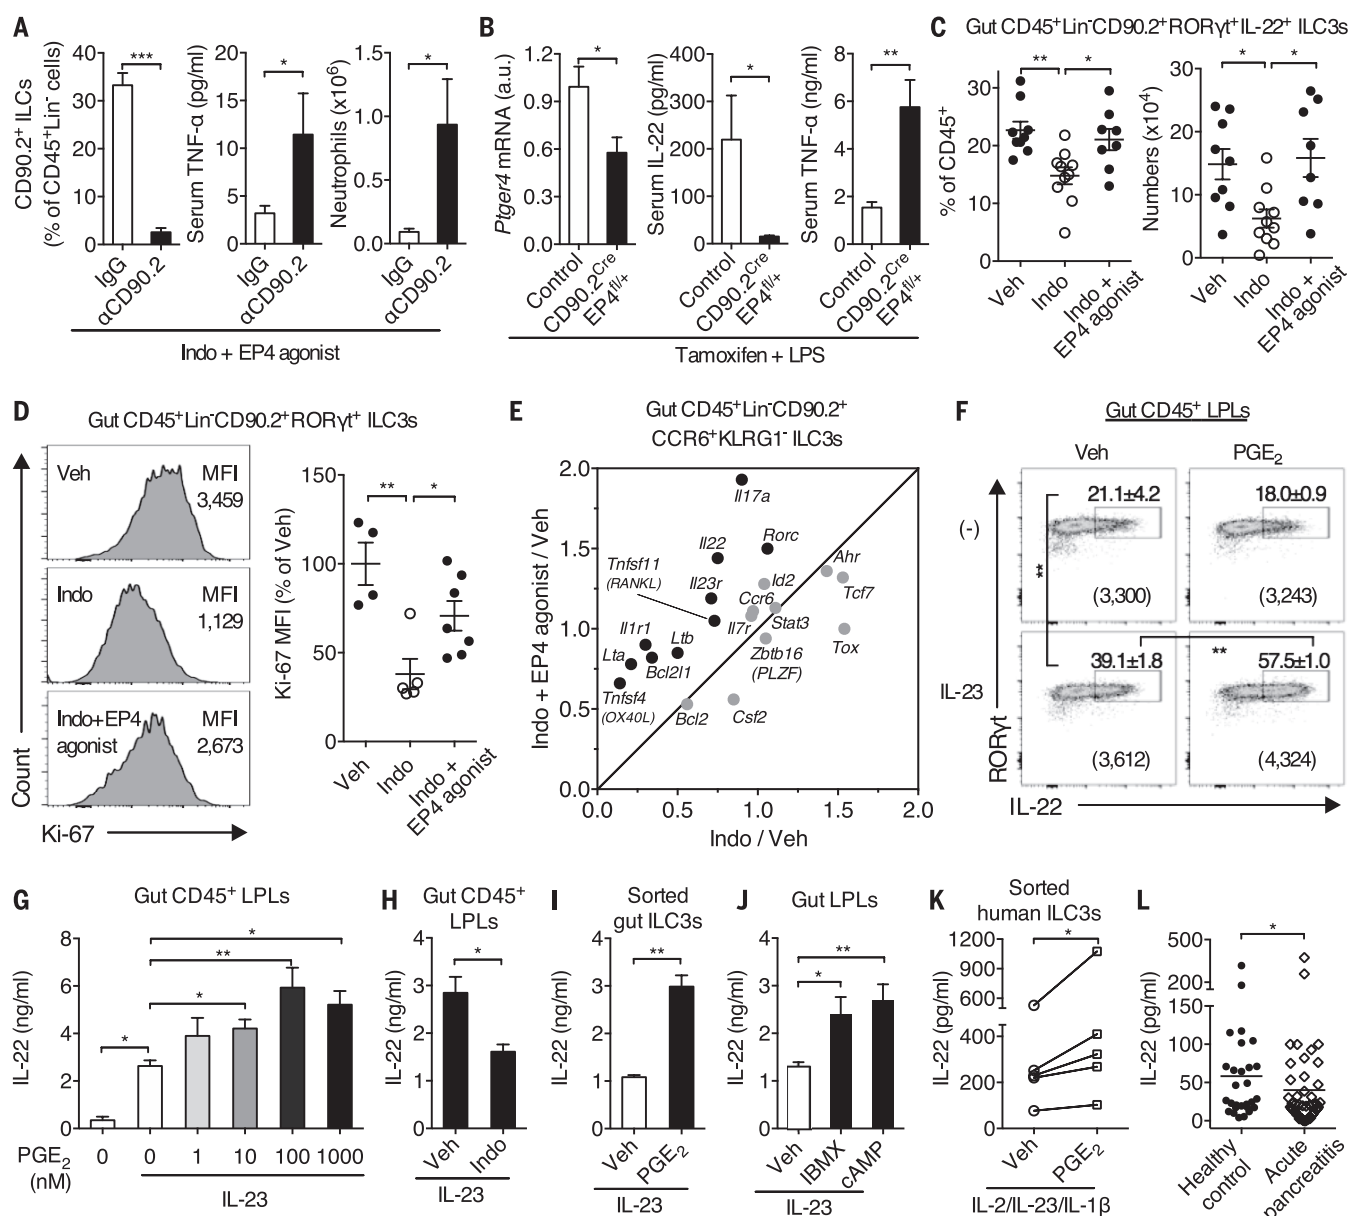 A
CD90.2⁺ ILCs
(% of CD45⁺Lin⁻ cells)
40
30
20
10
0
***
IgG
αCD90.2
Serum TNF-α (pg/ml)
20
15
10
5
0
*
IgG
αCD90.2
Neutrophils (x10⁶)
1.5
1.0
0.5
0.0
*
IgG
αCD90.2
Indo + EP4 agonist
B
Ptger4 mRNA (a.u.)
1.2
0.9
0.6
0.3
0.0
*
Control
CD90.2ᶜʳᵉ
EP4ᶠˡ/⁺
Serum IL-22 (pg/ml)
400
300
200
100
0
*
Control
CD90.2ᶜʳᵉ
EP4ᶠˡ/⁺
Serum TNF-α (ng/ml)
8
6
4
2
0
**
Control
CD90.2ᶜʳᵉ
EP4ᶠˡ/⁺
Tamoxifen + LPS
C
Gut CD45⁺Lin⁻CD90.2⁺RORγt⁺IL-22⁺ ILC3s
% of CD45⁺
30
20
10
0
** *
Veh
Indo
Indo +
EP4 agonist
Numbers (x10⁴)
30
20
10
0
* *
Veh
Indo
Indo +
EP4 agonist
D
Gut CD45⁺Lin⁻CD90.2⁺RORγt⁺ ILC3s
Veh MFI
3,459
Indo MFI
1,129
Indo+EP4 MFI
agonist 2,673
Count
Ki-67
Ki-67 MFI (% of Veh)
150
100
50
0
** *
Veh
Indo
Indo +
EP4 agonist
E
Gut CD45⁺Lin⁻CD90.2⁺
CCR6⁺KLRG1⁻ ILC3s
Indo + EP4 agonist / Veh
2.0
1.5
1.0
0.5
0.0
Il17a
Rorc
Il22
Ahr
Tnfsf11
(RANKL)
Il23r
Id2
Tcf7
Ccr6
Il7r
Stat3
Il1r1
Ltb
Tox
Lta
Bcl2l1
Zbtb16
(PLZF)
Tnfsf4
(OX40L)
Bcl2
Csf2
0.0 0.5 1.0 1.5 2.0
Indo / Veh
F
Gut CD45⁺ LPLs
Veh PGE₂
(-)
21.1±4.2 18.0±0.9
(3,300) (3,243)
**
**
IL-23
39.1±1.8 57.5±1.0
(3,612) (4,324)
RORγt
IL-22
G
Gut CD45⁺ LPLs
IL-22 (ng/ml)
8
6
4
2
0
*
**
*
*
PGE₂
(nM)
0 0 1 10 100 1000
IL-23
H
Gut CD45⁺
LPLs
IL-22 (ng/ml)
4
3
2
1
0
*
Veh
Indo
IL-23
I
Sorted
gut ILC3s
IL-22 (ng/ml)
4
3
2
1
0
**
Veh
PGE₂
IL-23
J
Gut LPLs
IL-22 (ng/ml)
4
3
2
1
0
**
*
Veh
IBMX
cAMP
IL-23
K
Sorted
human ILC3s
IL-22 (pg/ml)
1200
900
600
400
200
0
*
Veh
PGE₂
IL-2/IL-23/IL-1β
L
IL-22 (pg/ml)
500
200
150
100
50
0
*
Healthy
control
Acute
pancreatitis